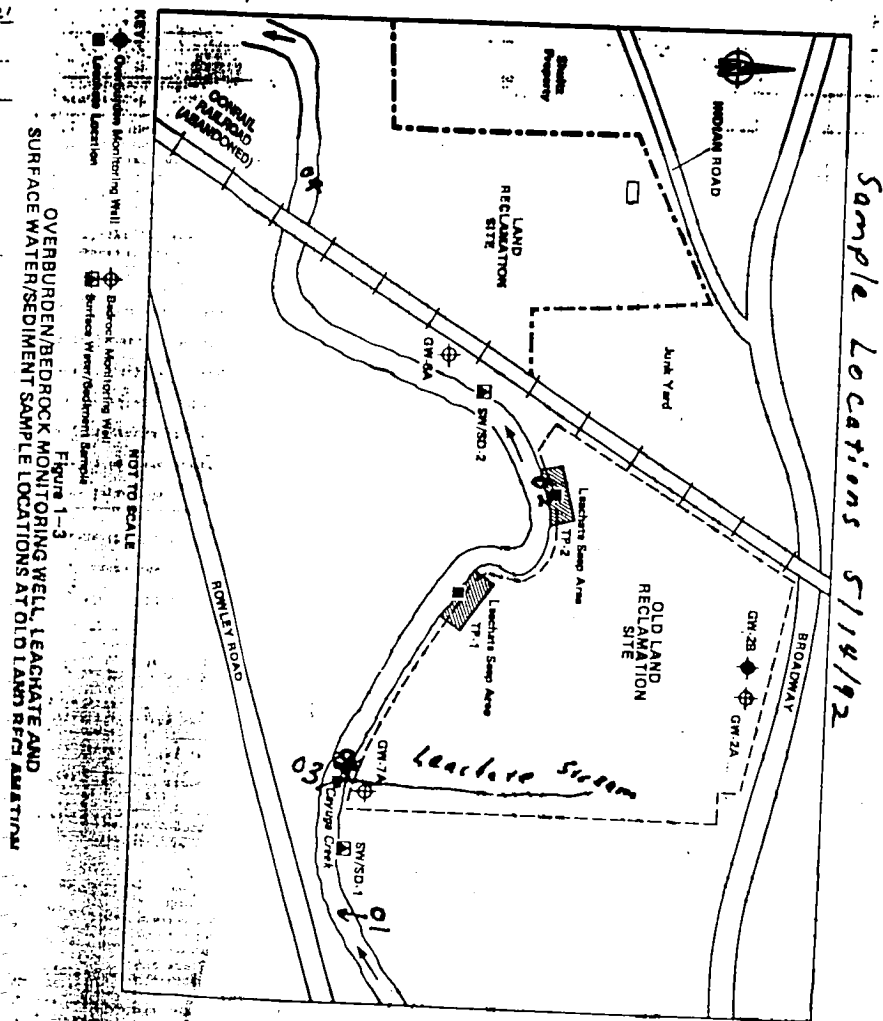 Sample Locations 5/14/92
INDIAN ROAD
BROADWAY
Property
LAND
RECLAMATION
SITE
Junk Yard
CONRAIL
RAILROAD
(ABANDONED)
04
GW-6A
SW/SD-2
02
Leachate Seep Area
TP-2
Leachate Seep Area
TP-1
OLD LAND
RECLAMATION
SITE
GW-2B
GW-2A
GW-7A
Leachate Stream
03
Cayuga Creek
SW/SD-1
01
ROWLEY ROAD
KEY:
Overburden Monitoring Well
Bedrock Monitoring Well
Leachate Location
Surface Water/Sediment Sample
NOT TO SCALE
Figure 1-3
OVERBURDEN/BEDROCK MONITORING WELL, LEACHATE AND
SURFACE WATER/SEDIMENT SAMPLE LOCATIONS AT OLD LAND RECLAMATION